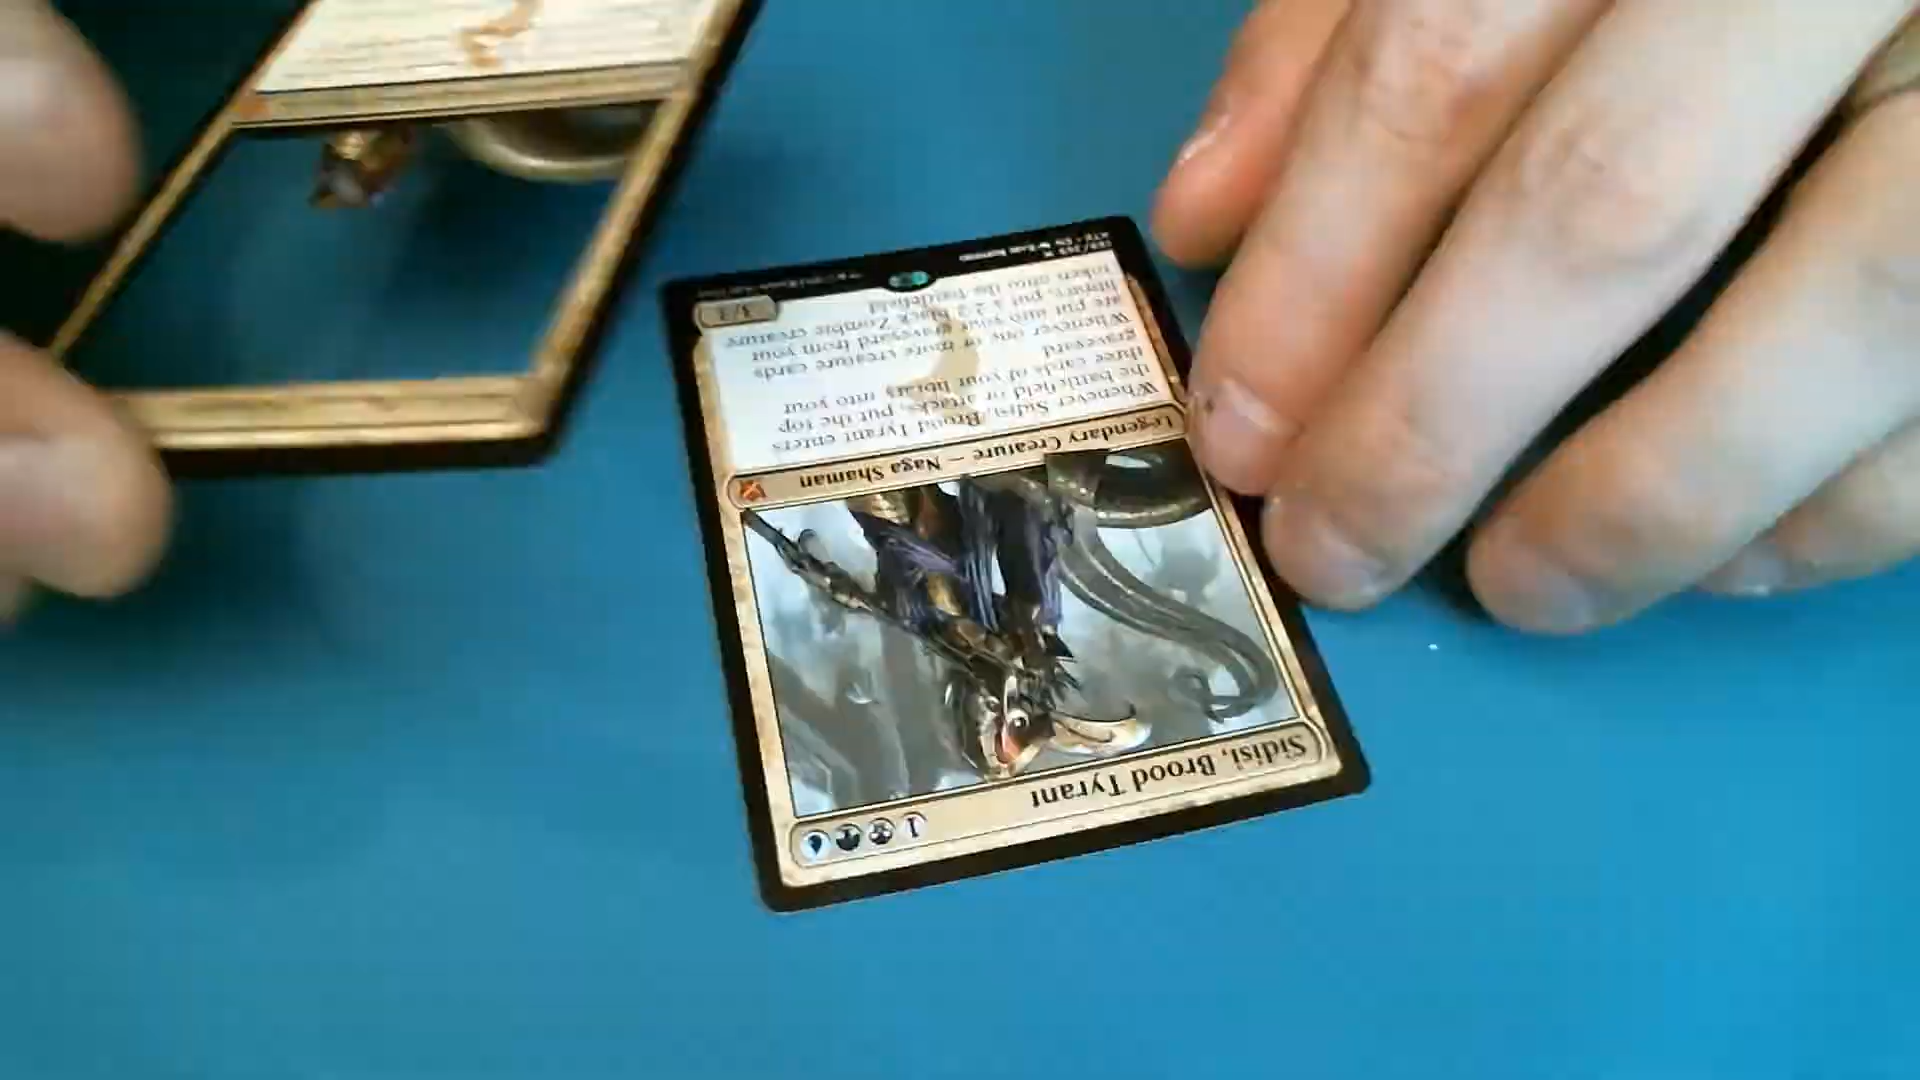 Sidisi, Brood Tyrant
1
Legendary Creature — Naga Shaman
Whenever Sidisi, Brood Tyrant enters
the battlefield or attacks, put the top
three cards of your library into your
graveyard.
Whenever one or more creature cards
are put into your graveyard from your
library, put a 2/2 black Zombie creature
token onto the battlefield.
3/3